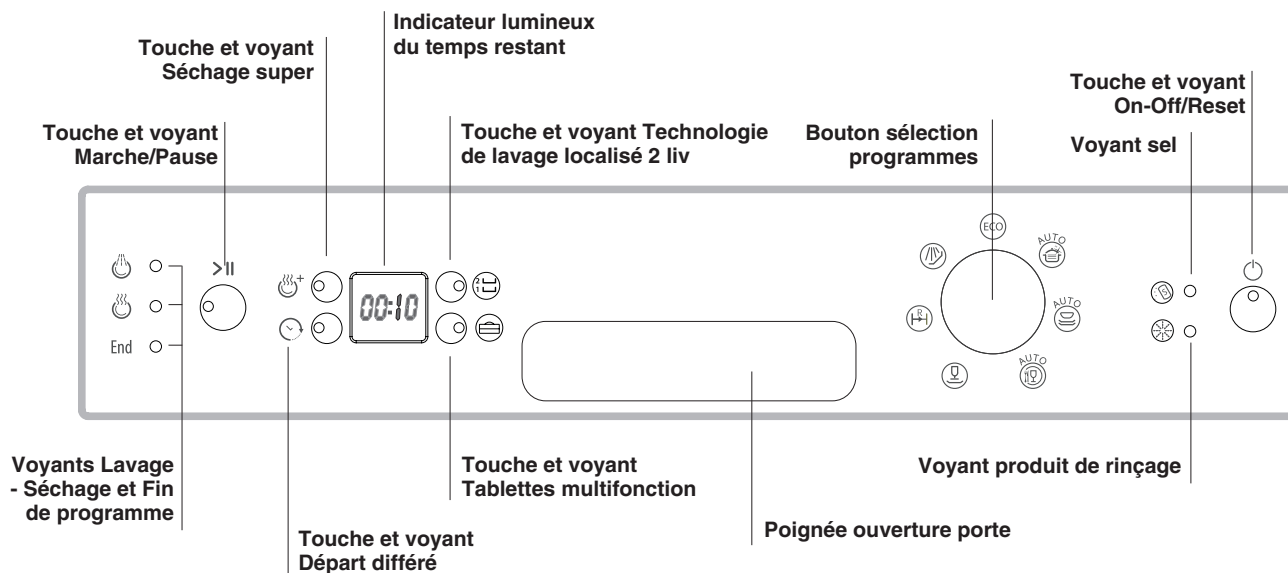 Indicateur lumineux
du temps restant
Touche et voyant
Séchage super
Touche et voyant
On-Off/Reset
Touche et voyant
Marche/Pause
Touche et voyant Technologie
de lavage localisé 2 liv
Bouton sélection
programmes
Voyant sel
ECO
AUTO
>II
+
2
1
00:10
AUTO
S
R
End
AUTO
Voyants Lavage
- Séchage et Fin
de programme
Touche et voyant
Tablettes multifonction
Voyant produit de rinçage
Touche et voyant
Départ différé
Poignée ouverture porte